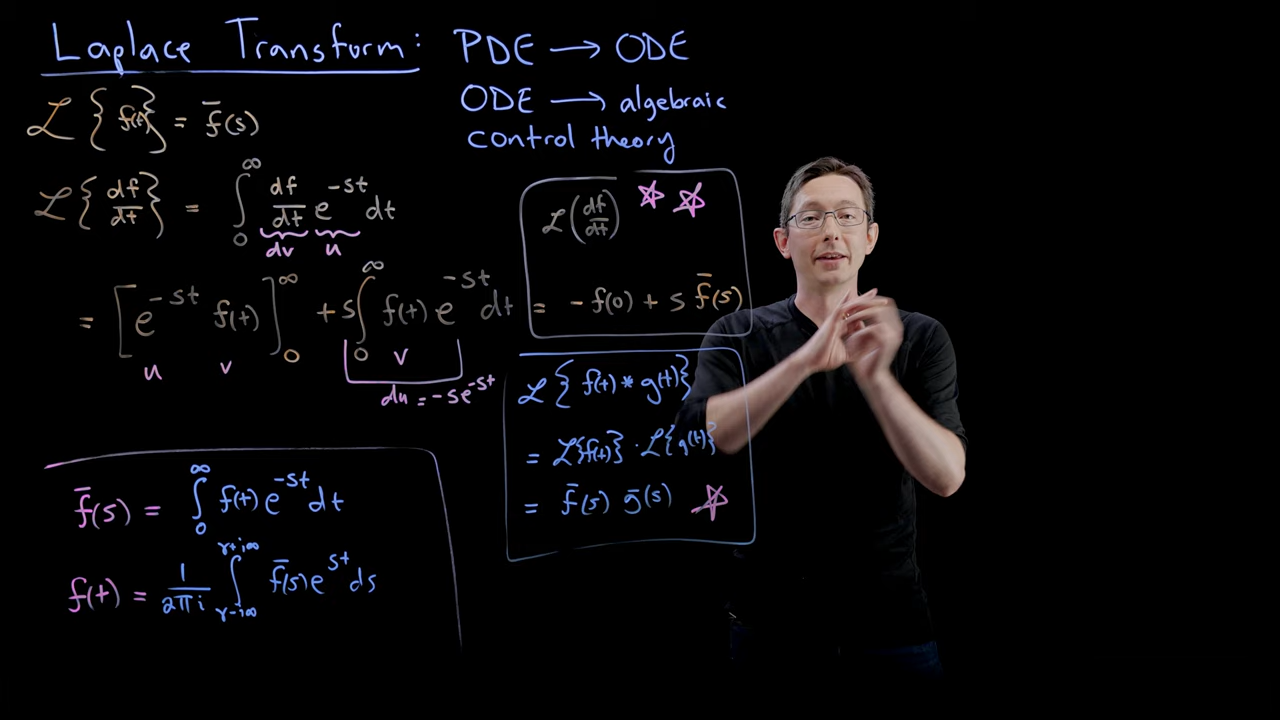 Laplace Transform: PDE → ODE
ODE → algebraic
control theory
ℒ{f(t)} = f̄(s)
ℒ{df/dt} = ∫₀^∞ df/dt e^{-st} dt
dv u
= [e^{-st} f(t)]₀^∞ + s∫₀^∞ f(t) e^{-st} dt = - f(0) + s f̄(s)
u v v
du = -se^{-st}
ℒ(df/dt)
ℒ{f(t) * g(t)}
= ℒ{f(t)} · ℒ{g(t)}
= f̄(s) ḡ(s)
f̄(s) = ∫₀^∞ f(t) e^{-st} dt
f(t) = 1/2πi ∫_{γ-i∞}^{γ+i∞} f̄(s) e^{st} ds